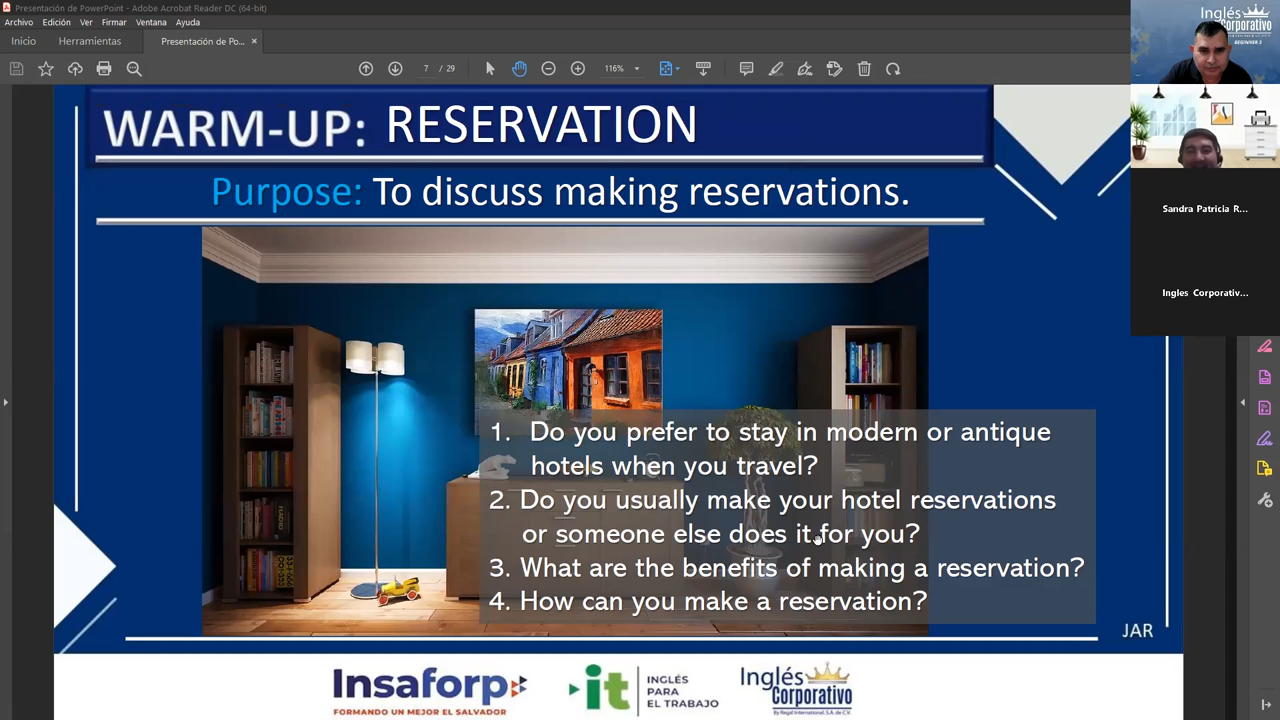 Presentación de PowerPoint - Adobe Acrobat Reader DC (64-bit)
Archivo Edición Ver Firmar Ventana Ayuda
Inicio Herramientas Presentación de Po... ×
7 / 29 116%
WARM-UP: RESERVATION
Purpose: To discuss making reservations.
1. Do you prefer to stay in modern or antique
hotels when you travel?
2. Do you usually make your hotel reservations
or someone else does it for you?
3. What are the benefits of making a reservation?
4. How can you make a reservation?
JAR
Insaforp
FORMANDO UN MEJOR EL SALVADOR
it
INGLÉS
PARA
EL TRABAJO
Inglés
Corporativo
By Regal International, S.A. de C.V.
Inglés
Corporativo
BEGINNER 2
Sandra Patricia R...
Ingles Corporativ...